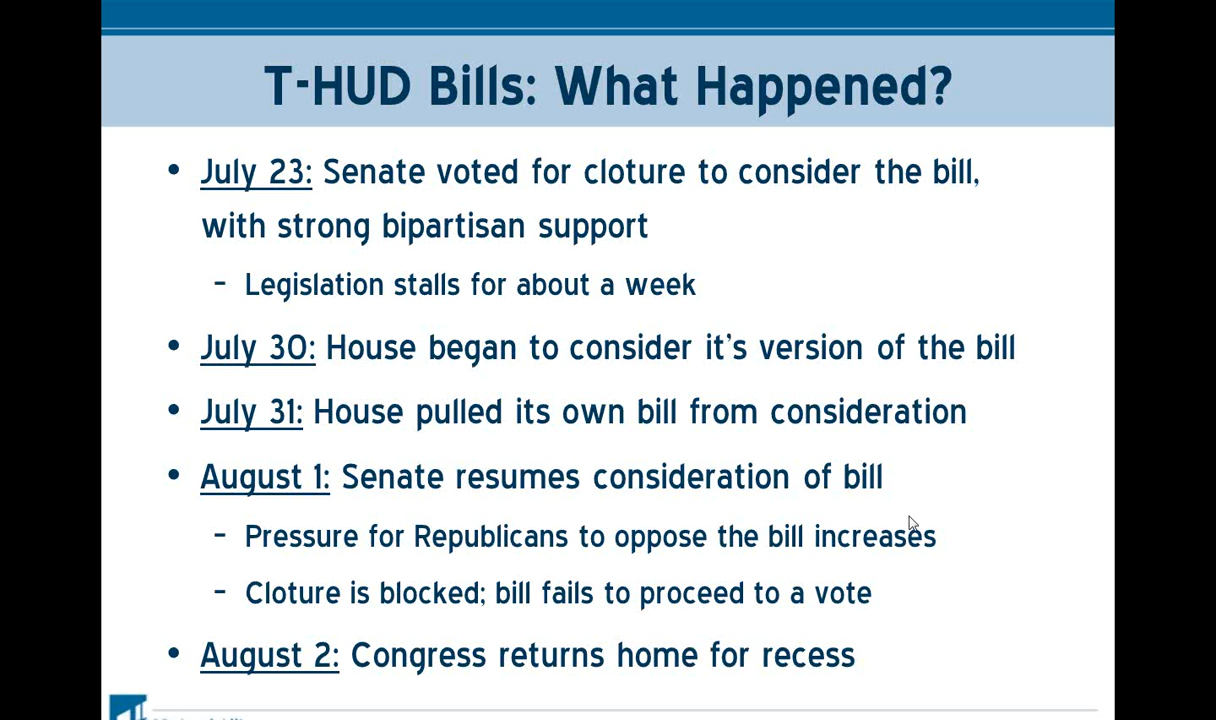 T-HUD Bills: What Happened?
• July 23: Senate voted for cloture to consider the bill,
with strong bipartisan support
– Legislation stalls for about a week
• July 30: House began to consider it's version of the bill
• July 31: House pulled its own bill from consideration
• August 1: Senate resumes consideration of bill
– Pressure for Republicans to oppose the bill increases
– Cloture is blocked; bill fails to proceed to a vote
• August 2: Congress returns home for recess